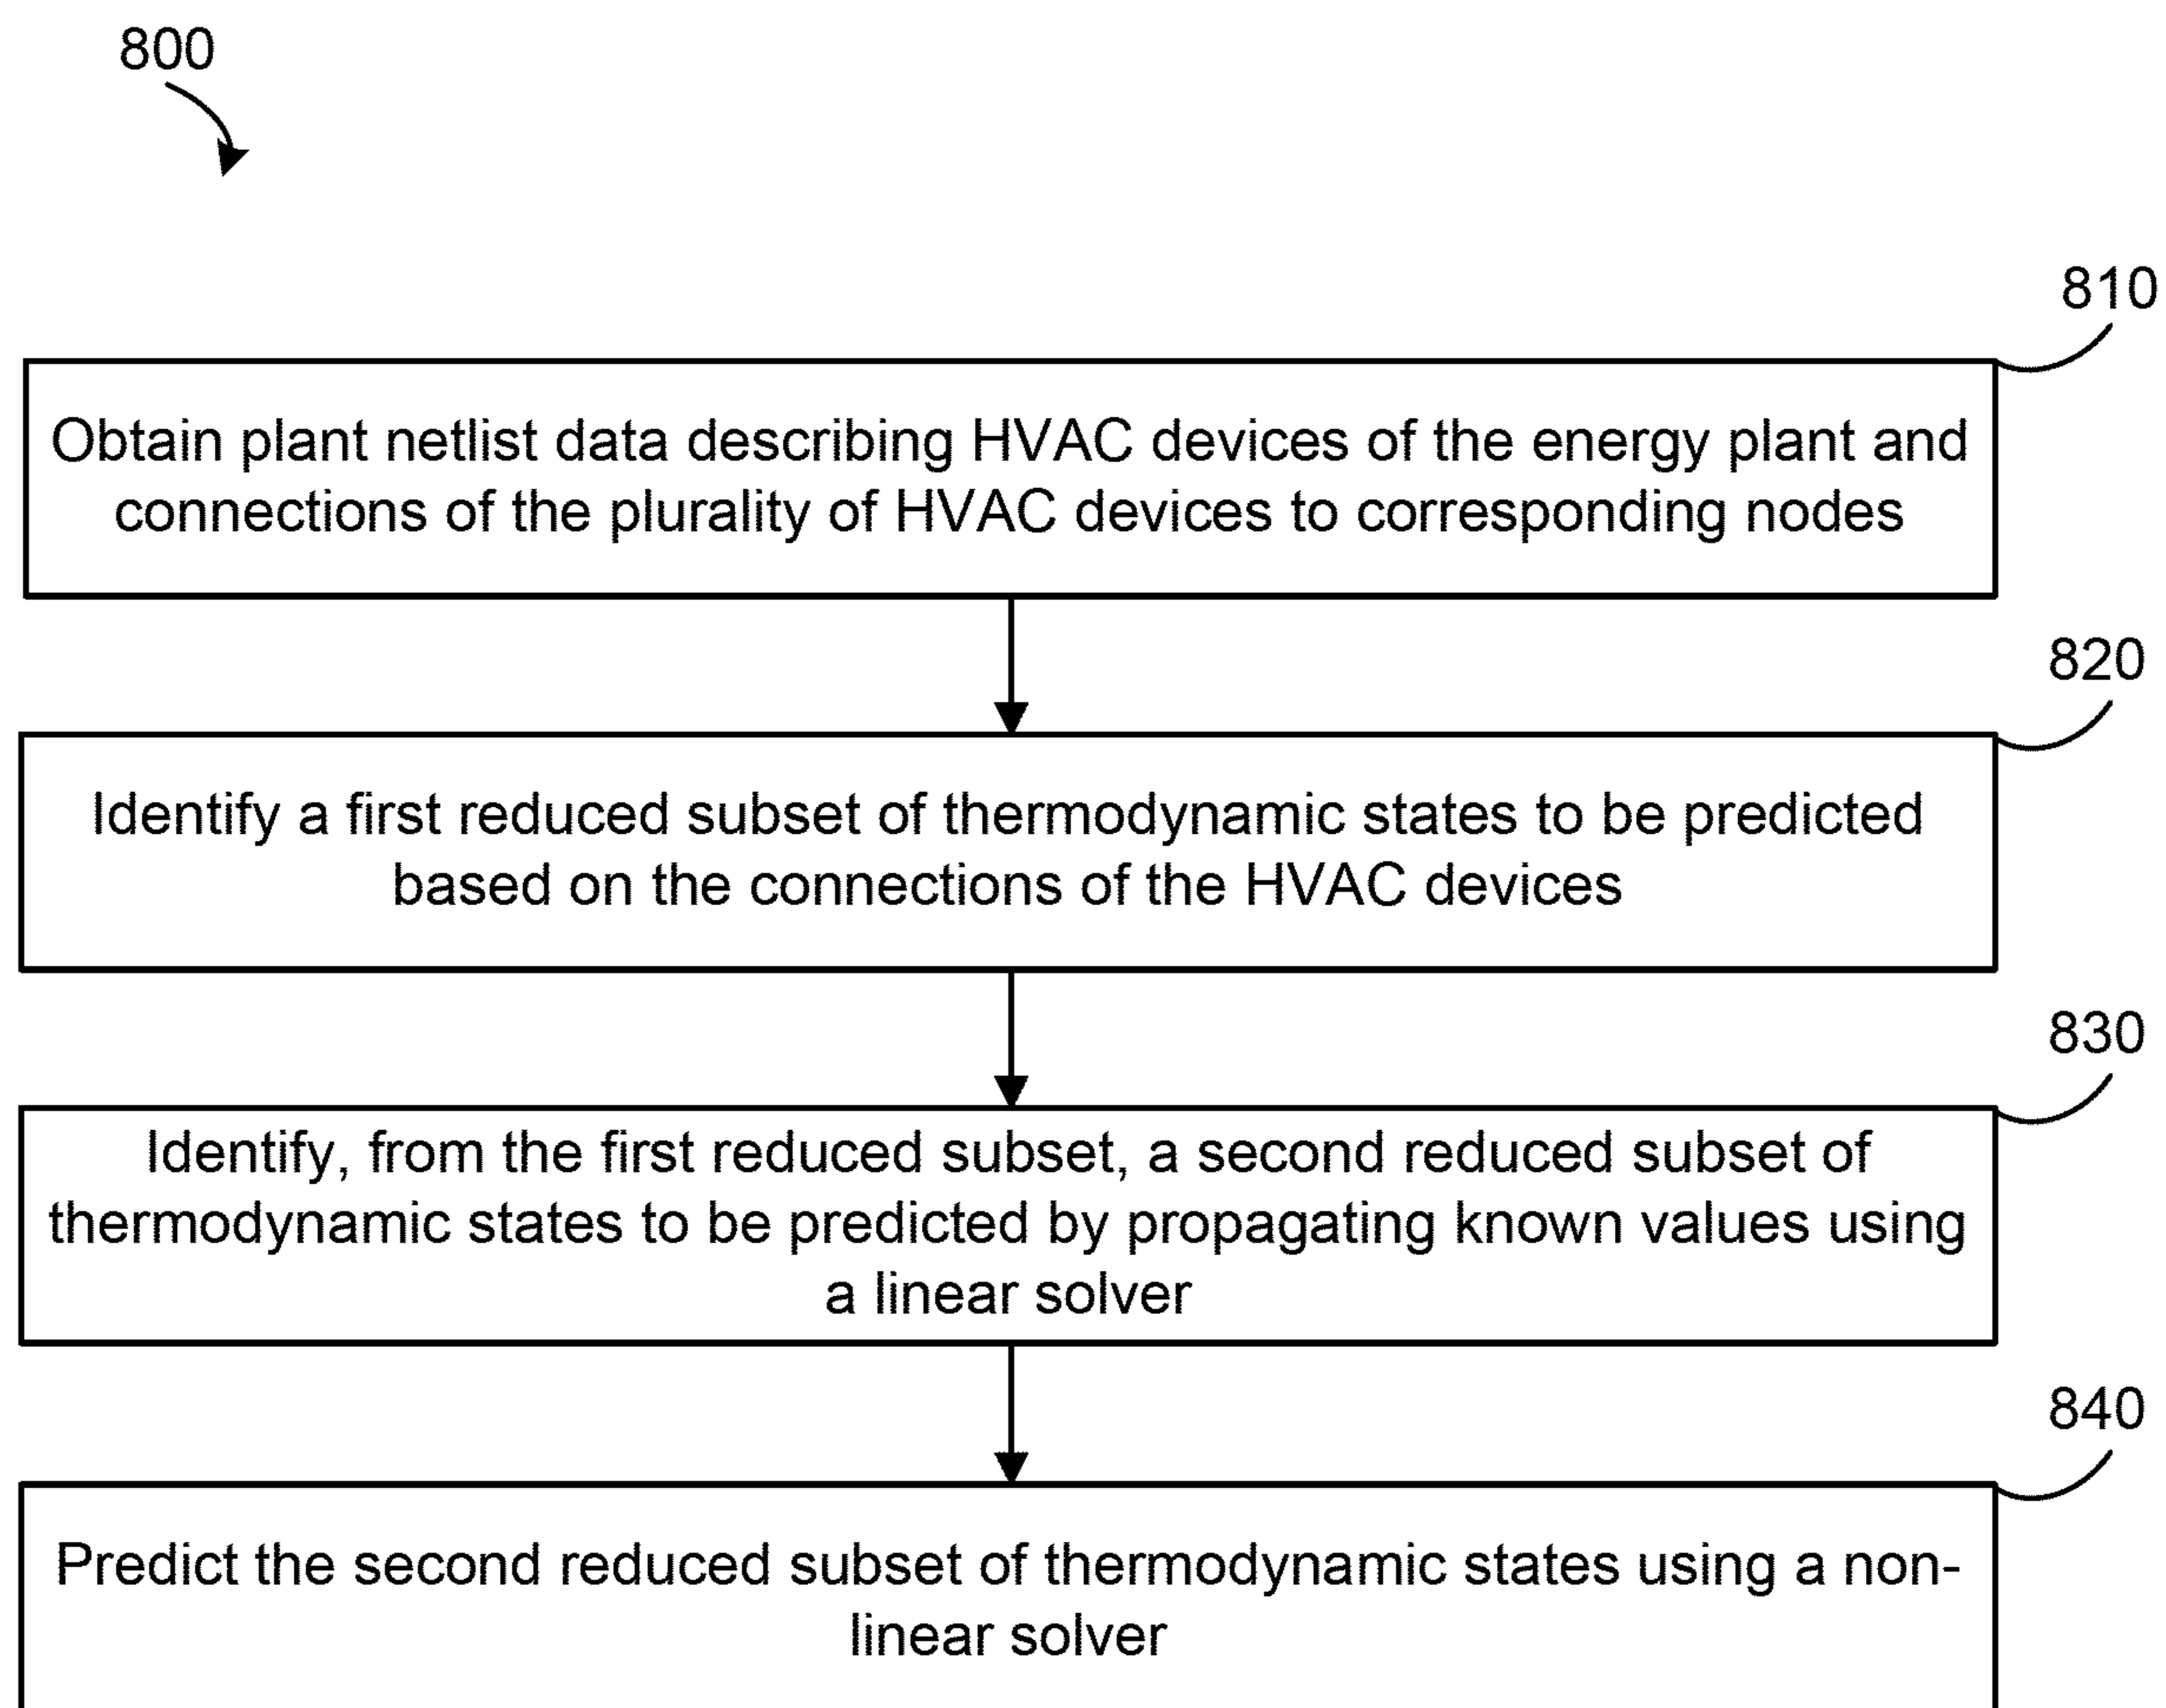 800
810
Obtain plant netlist data describing HVAC devices of the energy plant and
connections of the plurality of HVAC devices to corresponding nodes
820
Identify a first reduced subset of thermodynamic states to be predicted
based on the connections of the HVAC devices
830
Identify, from the first reduced subset, a second reduced subset of
thermodynamic states to be predicted by propagating known values using
a linear solver
840
Predict the second reduced subset of thermodynamic states using a non-
linear solver